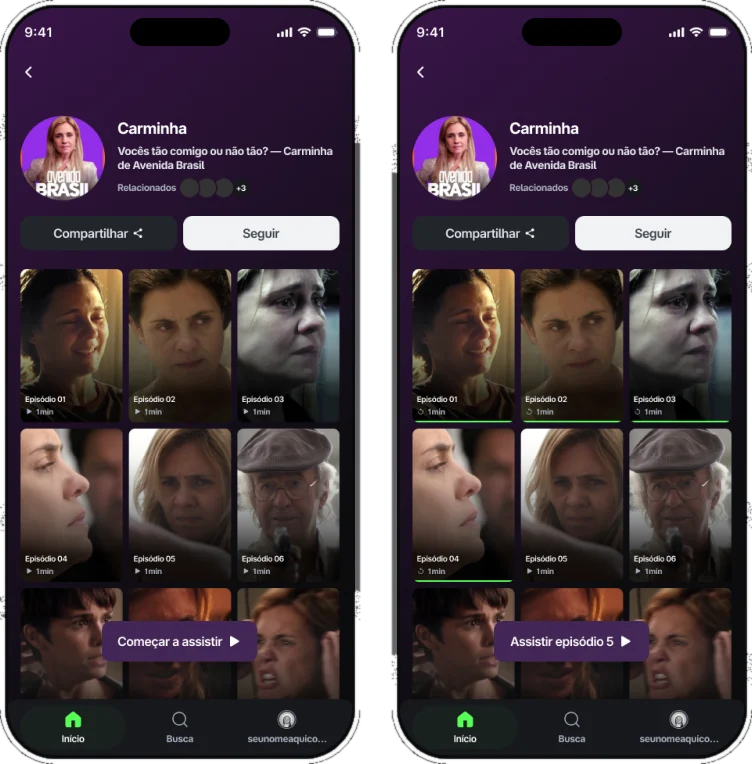 9:41
Carminha
Vocês tão comigo ou não tão? — Carminha
de Avenida Brasil
Relacionados +3
avenida
BRASIL
Compartilhar
Seguir
Episódio 01
1min
Episódio 02
1min
Episódio 03
1min
Episódio 04
1min
Episódio 05
1min
Episódio 06
1min
Começar a assistir
Início
Busca
seunomeaquico...
9:41
Carminha
Vocês tão comigo ou não tão? — Carminha
de Avenida Brasil
Relacionados +3
avenida
BRASIL
Compartilhar
Seguir
Episódio 01
1min
Episódio 02
1min
Episódio 03
1min
Episódio 04
1min
Episódio 05
1min
Episódio 06
1min
Assistir episódio 5
Início
Busca
seunomeaquico...